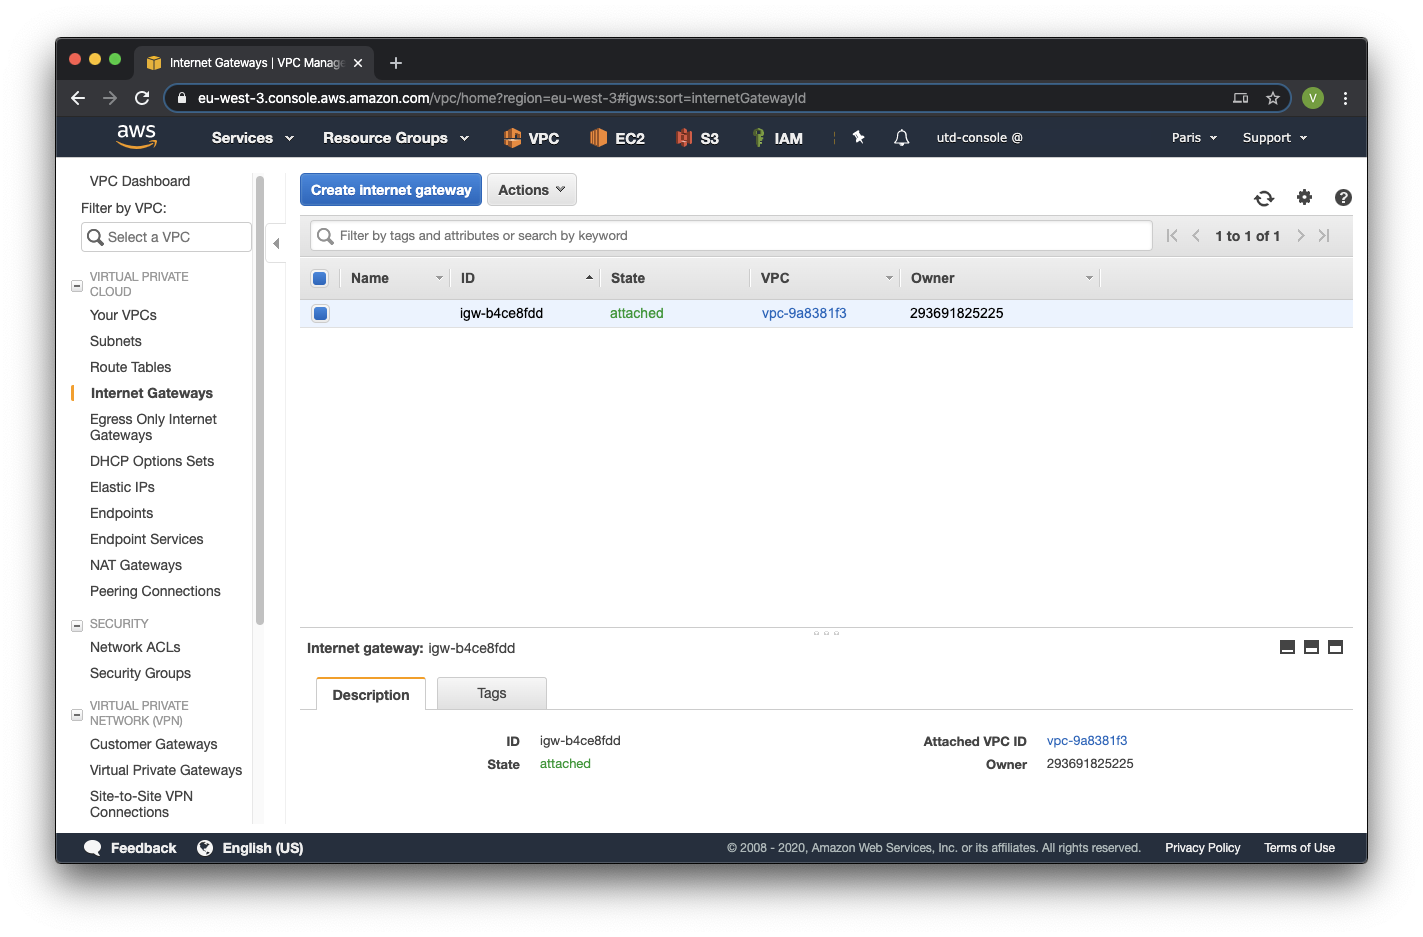 Internet Gateways | VPC Manage
eu-west-3.console.aws.amazon.com/vpc/home?region=eu-west-3#igws:sort=internetGatewayId
V
aws
Services
Resource Groups
VPC
EC2
S3
IAM
utd-console @
Paris
Support
VPC Dashboard
Filter by VPC:
Select a VPC
VIRTUAL PRIVATE
CLOUD
Your VPCs
Subnets
Route Tables
Internet Gateways
Egress Only Internet
Gateways
DHCP Options Sets
Elastic IPs
Endpoints
Endpoint Services
NAT Gateways
Peering Connections
SECURITY
Network ACLs
Security Groups
VIRTUAL PRIVATE
NETWORK (VPN)
Customer Gateways
Virtual Private Gateways
Site-to-Site VPN
Connections
Create internet gateway
Actions
Filter by tags and attributes or search by keyword
1 to 1 of 1
Name ID State VPC Owner
igw-b4ce8fdd attached vpc-9a8381f3 293691825225
Internet gateway: igw-b4ce8fdd
Description
Tags
ID igw-b4ce8fdd Attached VPC ID vpc-9a8381f3
State attached Owner 293691825225
Feedback
English (US)
© 2008 - 2020, Amazon Web Services, Inc. or its affiliates. All rights reserved.
Privacy Policy
Terms of Use